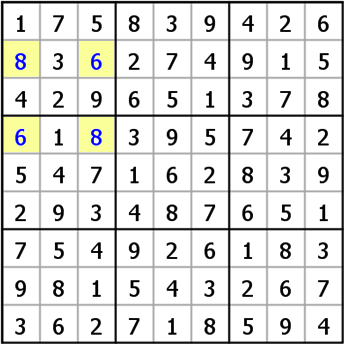 1 7 5 8 3 9 4 2 6
8 3 6 2 7 4 9 1 5
4 2 9 6 5 1 3 7 8
6 1 8 3 9 5 7 4 2
5 4 7 1 6 2 8 3 9
2 9 3 4 8 7 6 5 1
7 5 4 9 2 6 1 8 3
9 8 1 5 4 3 2 6 7
3 6 2 7 1 8 5 9 4